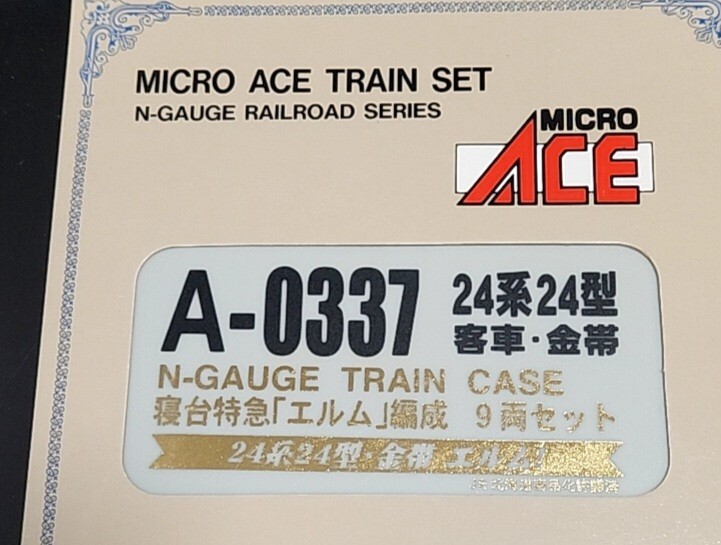 MICRO ACE TRAIN SET
N-GAUGE RAILROAD SERIES
MICRO
ACE
A-0337 24系24型
客車・金帯
N-GAUGE TRAIN CASE
寝台特急「エルム」編成 9両セット
24系24型・金帯 エルム!